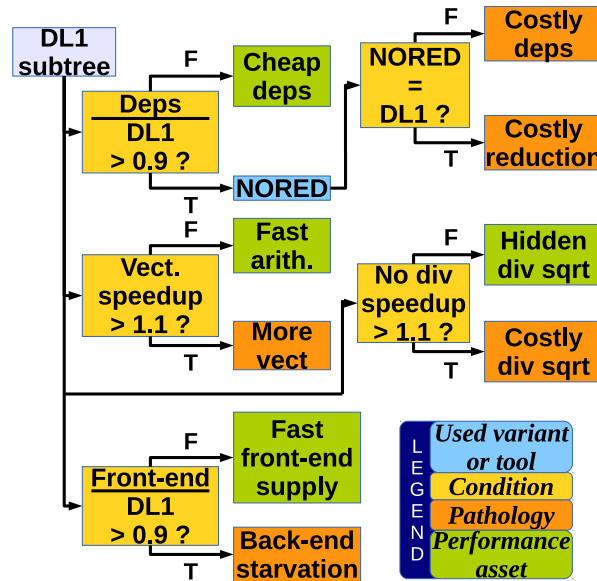 DL1
subtree
F
Cheap
deps
Deps
DL1
> 0.9 ?
T
NORED
NORED
=
DL1 ?
F
Costly
deps
T
Costly
reduction
F
Fast
arith.
Vect.
speedup
> 1.1 ?
T
More
vect
No div
speedup
> 1.1 ?
F
Hidden
div sqrt
T
Costly
div sqrt
F
Fast
front-end
supply
Front-end
DL1
> 0.9 ?
T
Back-end
starvation
LEGEND
Used variant
or tool
Condition
Pathology
Performance
asset